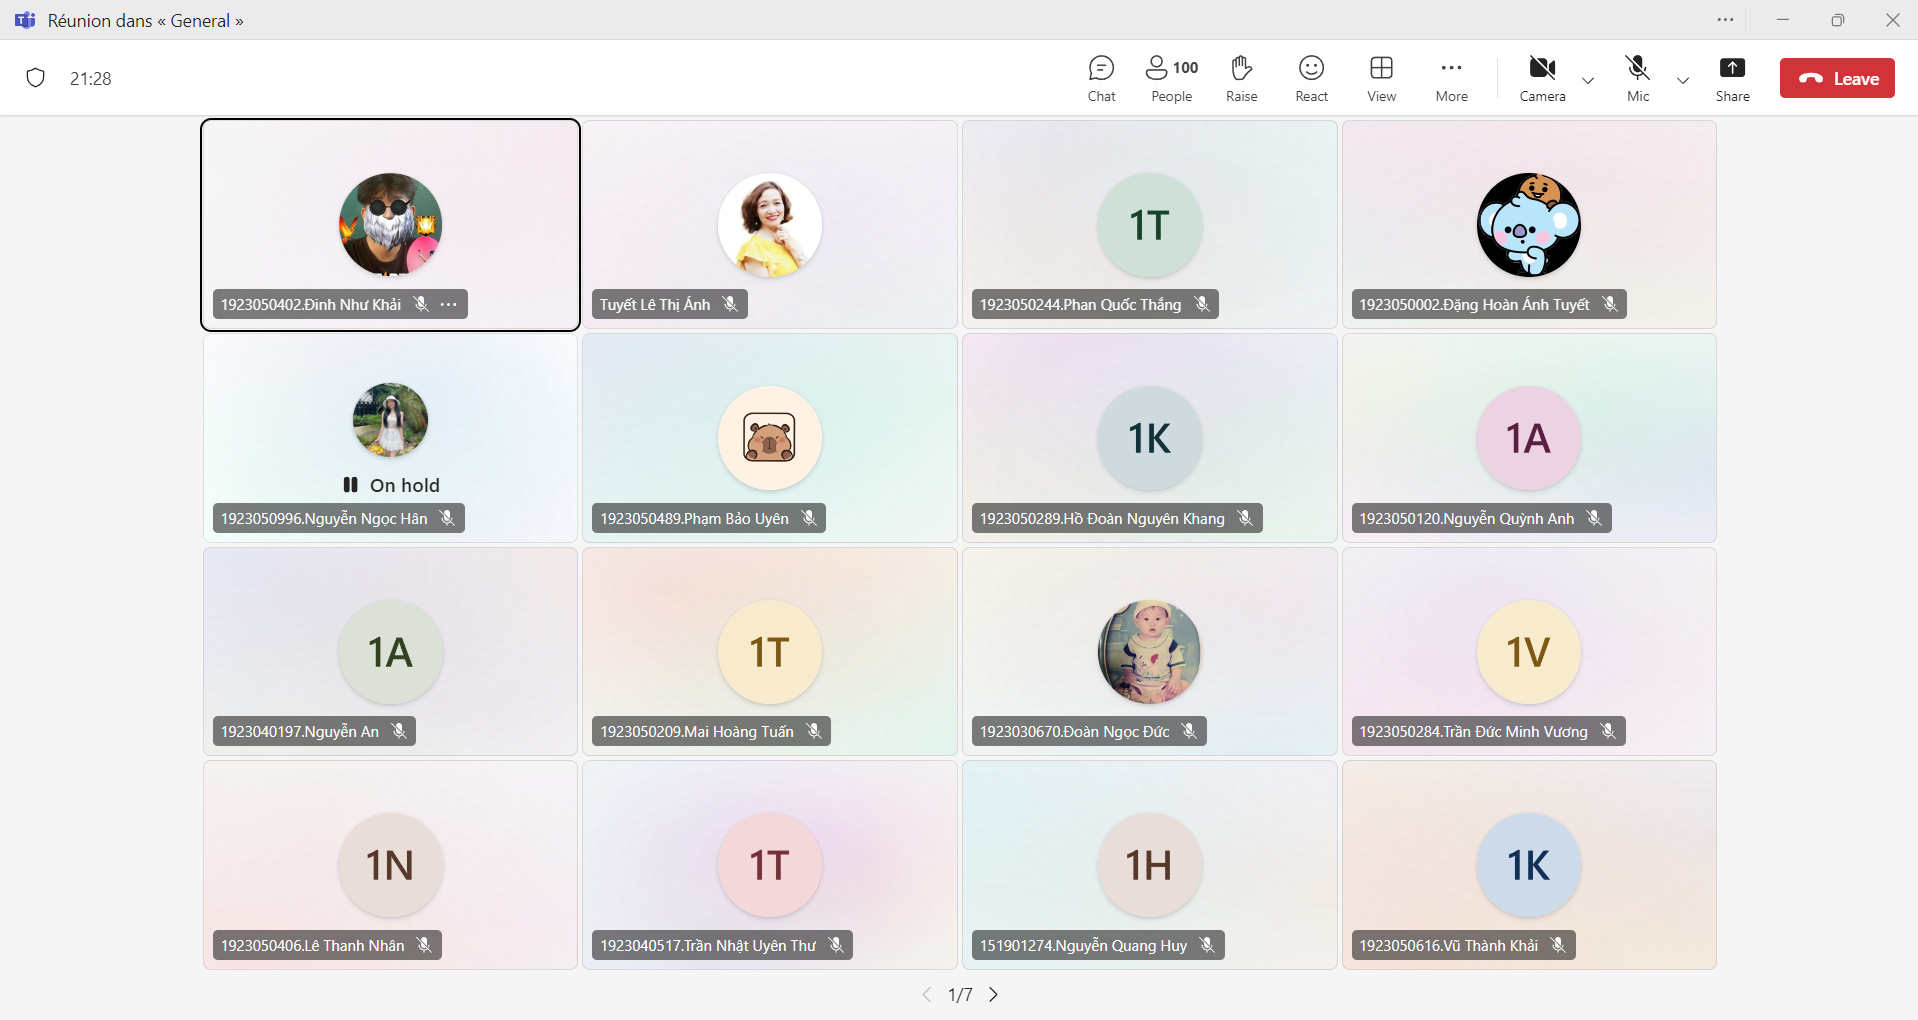 Réunion dans « General »
21:28
Chat
100
People
Raise
React
View
More
Camera
Mic
Share
Leave
1923050402.Đinh Như Khải
Tuyết Lê Thị Ánh
1T
1923050244.Phan Quốc Thắng
1923050002.Đặng Hoàn Ánh Tuyết
On hold
1923050996.Nguyễn Ngọc Hân
1923050489.Phạm Bảo Uyên
1K
1923050289.Hồ Đoàn Nguyên Khang
1A
1923050120.Nguyễn Quỳnh Anh
1A
1923040197.Nguyễn An
1T
1923050209.Mai Hoàng Tuấn
1923030670.Đoàn Ngọc Đức
1V
1923050284.Trần Đức Minh Vương
1N
1923050406.Lê Thanh Nhân
1T
1923040517.Trần Nhật Uyên Thư
1H
151901274.Nguyễn Quang Huy
1K
1923050616.Vũ Thành Khải
1/7